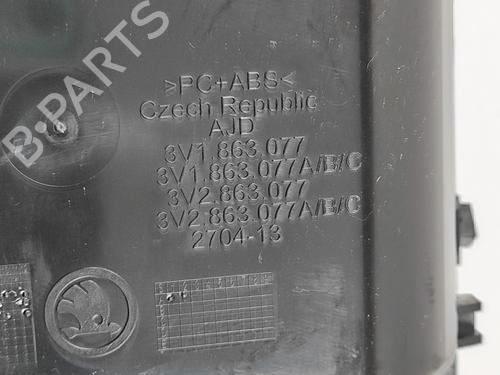 B·PARTS
>PC+ABS<
Czech Republic
AJD
3V1.863.077
3V1.863.077A/B/C
3V2.863.077
3V2.863.077A/B/C
2704-13